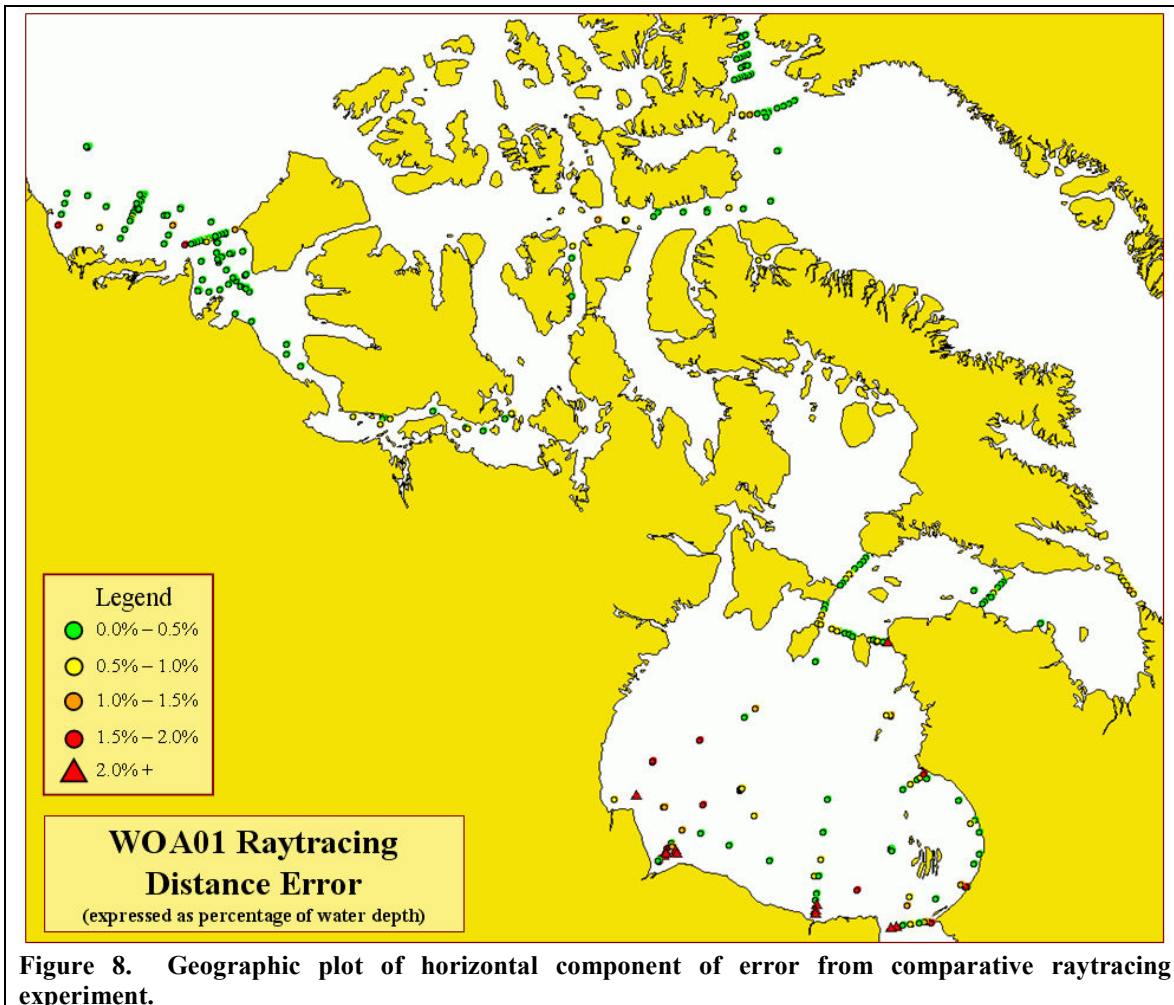 Legend
0.0% – 0.5%
0.5% – 1.0%
1.0% – 1.5%
1.5% – 2.0%
2.0% +
WOA01 Raytracing
Distance Error
(expressed as percentage of water depth)
Figure 8. Geographic plot of horizontal component of error from comparative raytracing
experiment.